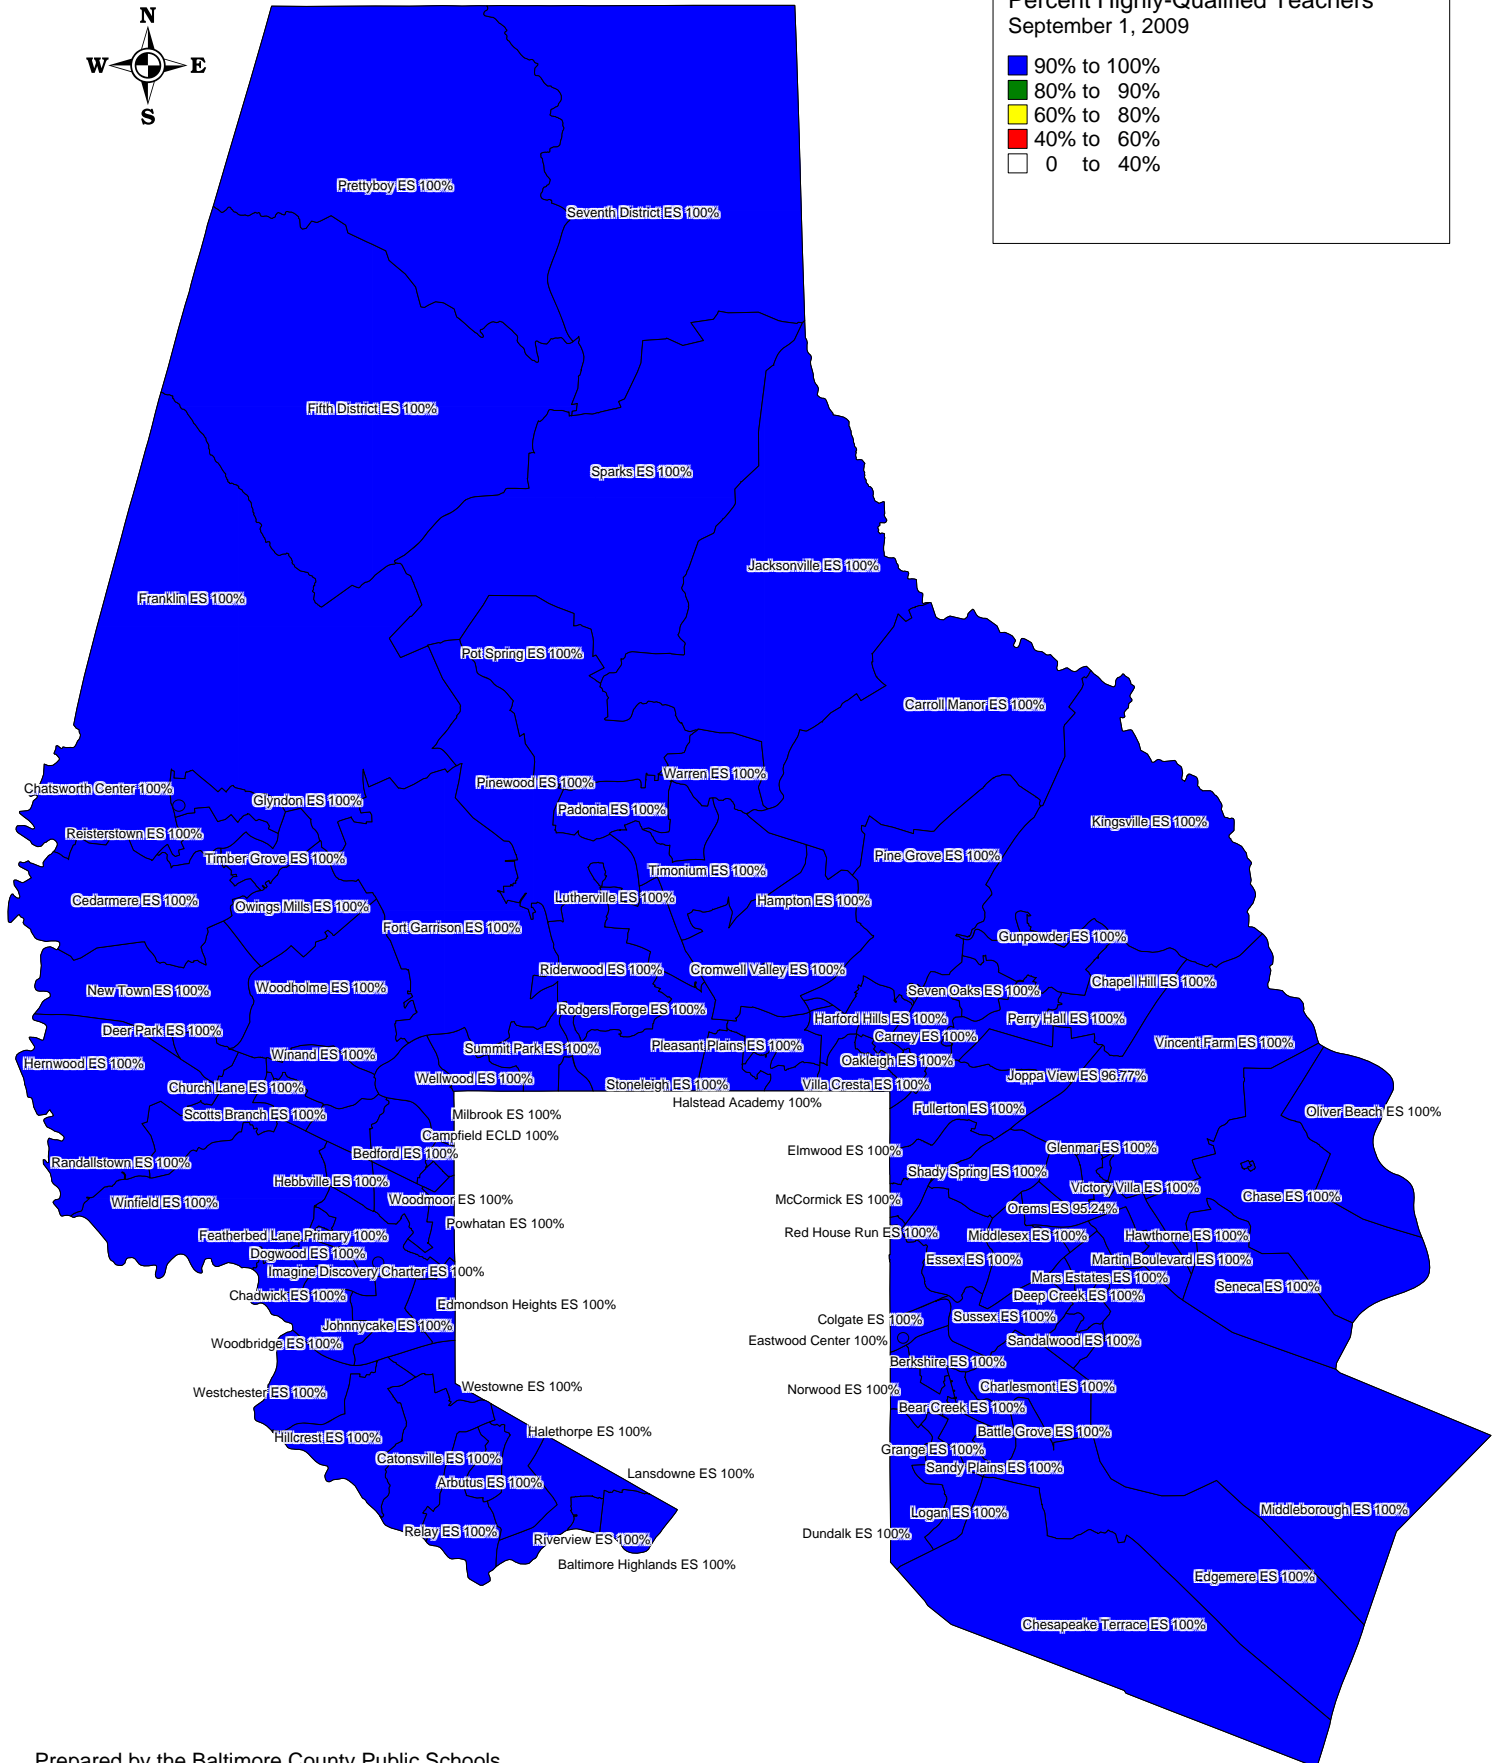 N
W E
S
Percent Highly-Qualified Teachers
September 1, 2009
90% to 100%
80% to 90%
60% to 80%
40% to 60%
0 to 40%
Prettyboy ES 100%
Seventh District ES 100%
Fifth District ES 100%
Sparks ES 100%
Jacksonville ES 100%
Franklin ES 100%
Pot Spring ES 100%
Carroll Manor ES 100%
Warren ES 100%
Pinewood ES 100%
Chatsworth Center 100%
Glyndon ES 100%
Padonia ES 100%
Kingsville ES 100%
Reisterstown ES 100%
Timber Grove ES 100%
Pine Grove ES 100%
Timonium ES 100%
Cedarmere ES 100%
Owings Mills ES 100%
Lutherville ES 100%
Hampton ES 100%
Fort Garrison ES 100%
Gunpowder ES 100%
Riderwood ES 100%
Cromwell Valley ES 100%
Chapel Hill ES 100%
New Town ES 100%
Woodholme ES 100%
Seven Oaks ES 100%
Rodgers Forge ES 100%
Harford Hills ES 100%
Perry Hall ES 100%
Deer Park ES 100%
Carney ES 100%
Vincent Farm ES 100%
Summit Park ES 100%
Pleasant Plains ES 100%
Winand ES 100%
Hernwood ES 100%
Oakleigh ES 100%
Wellwood ES 100%
Joppa View ES 96.77%
Church Lane ES 100%
Stoneleigh ES 100%
Villa Cresta ES 100%
Halstead Academy 100%
Fullerton ES 100%
Oliver Beach ES 100%
Scotts Branch ES 100%
Milbrook ES 100%
Campfield ECLD 100%
Elmwood ES 100%
Glenmar ES 100%
Bedford ES 100%
Randallstown ES 100%
Shady Spring ES 100%
Hebbville ES 100%
Victory Villa ES 100%
Chase ES 100%
Winfield ES 100%
Woodmoor ES 100%
McCormick ES 100%
Orems ES 95.24%
Powhatan ES 100%
Featherbed Lane Primary 100%
Red House Run ES 100%
Middlesex ES 100%
Hawthorne ES 100%
Dogwood ES 100%
Essex ES 100%
Martin Boulevard ES 100%
Imagine Discovery Charter ES 100%
Mars Estates ES 100%
Seneca ES 100%
Chadwick ES 100%
Deep Creek ES 100%
Edmondson Heights ES 100%
Johnnycake ES 100%
Colgate ES 100%
Sussex ES 100%
Woodbridge ES 100%
Eastwood Center 100%
Sandalwood ES 100%
Berkshire ES 100%
Westchester ES 100%
Westowne ES 100%
Norwood ES 100%
Charlesmont ES 100%
Bear Creek ES 100%
Hillcrest ES 100%
Halethorpe ES 100%
Battle Grove ES 100%
Catonsville ES 100%
Grange ES 100%
Lansdowne ES 100%
Sandy Plains ES 100%
Arbutus ES 100%
Logan ES 100%
Middleborough ES 100%
Relay ES 100%
Riverview ES 100%
Dundalk ES 100%
Baltimore Highlands ES 100%
Edgemere ES 100%
Chesapeake Terrace ES 100%
Prepared by the Baltimore County Public Schools